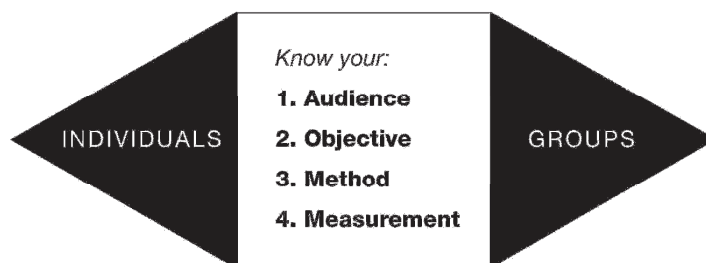 INDIVIDUALS
Know your:
1. Audience
2. Objective
3. Method
4. Measurement
GROUPS